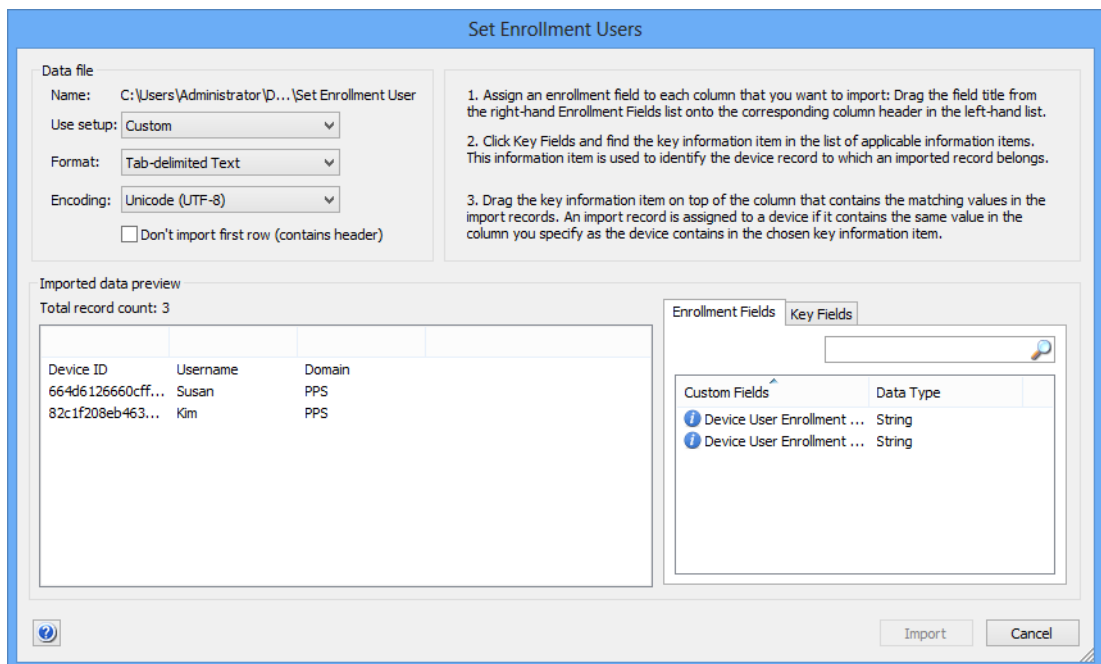 Set Enrollment Users
Data file
Name: C:\Users\Administrator\D...\Set Enrollment User
Use setup: Custom
Format: Tab-delimited Text
Encoding: Unicode (UTF-8)
Don't import first row (contains header)
1. Assign an enrollment field to each column that you want to import: Drag the field title from
the right-hand Enrollment Fields list onto the corresponding column header in the left-hand list.
2. Click Key Fields and find the key information item in the list of applicable information items.
This information item is used to identify the device record to which an imported record belongs.
3. Drag the key information item on top of the column that contains the matching values in the
import records. An import record is assigned to a device if it contains the same value in the
column you specify as the device contains in the chosen key information item.
Imported data preview
Total record count: 3
Device ID Username Domain
664d6126660cff... Susan PPS
82c1f208eb463... Kim PPS
Enrollment Fields Key Fields
Custom Fields Data Type
Device User Enrollment ... String
Device User Enrollment ... String
Import Cancel